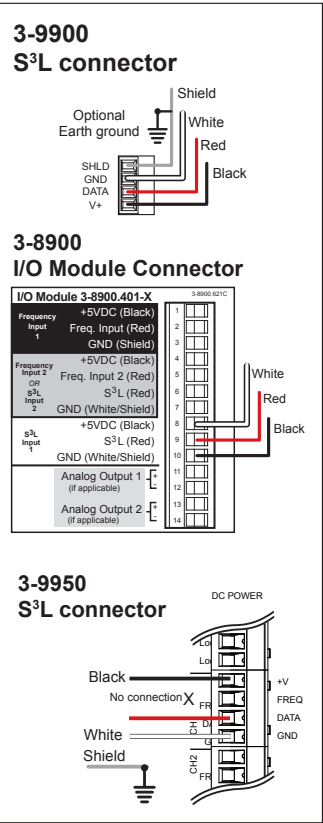 3-9900
S³L connector
Shield
Optional
Earth ground
White
Red
Black
SHLD
GND
DATA
V+
3-8900
I/O Module Connector
I/O Module 3-8900.401-X
3-8900.621C
Frequency
Input
1
+5VDC (Black)
Freq. Input (Red)
GND (Shield)
Frequency
Input 2
OR
S³L
Input
2
+5VDC (Black)
Freq. Input 2 (Red)
S³L (Red)
GND (White/Shield)
S³L
Input
1
+5VDC (Black)
S³L (Red)
GND (White/Shield)
Analog Output 1
(if applicable)
+
-
Analog Output 2
(if applicable)
+
-
1
2
3
4
5
6
7
8
9
10
11
12
13
14
White
Red
Black
3-9950
S³L connector
DC POWER
Black
No connection X
White
Shield
Lo
FR
CH
DA
G
CH2
FR
+V
FREQ
DATA
GND